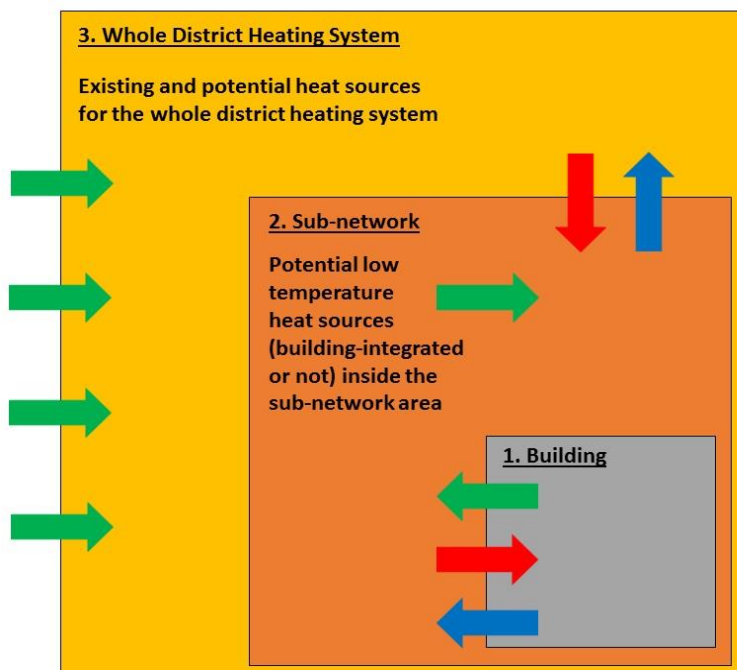 3. Whole District Heating System
Existing and potential heat sources
for the whole district heating system
2. Sub-network
Potential low
temperature
heat sources
(building-integrated
or not) inside the
sub-network area
1. Building